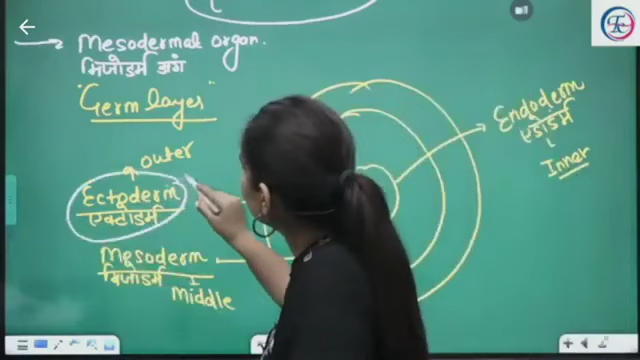 Mesodermal organ.
मिजोडर्म अंग
"Germ layer"
outer
Ectoderm
एक्टोडर्म
Mesoderm
मिजोडर्म
Middle
Endoderm
एंडोडर्म
Inner